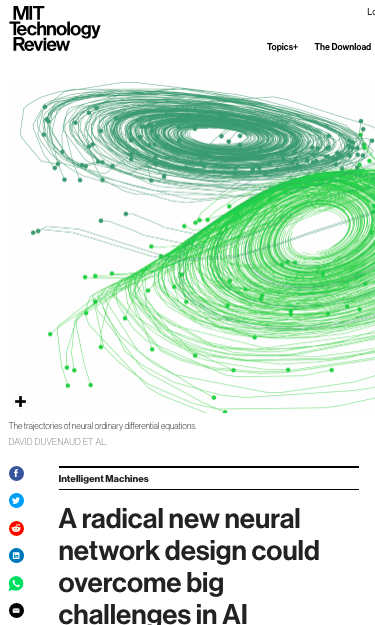 MIT
Technology
Review
Topics+ The Download
The trajectories of neural ordinary differential equations.
DAVID DUVENAUD ET AL.
Intelligent Machines
A radical new neural
network design could
overcome big
challenges in AI